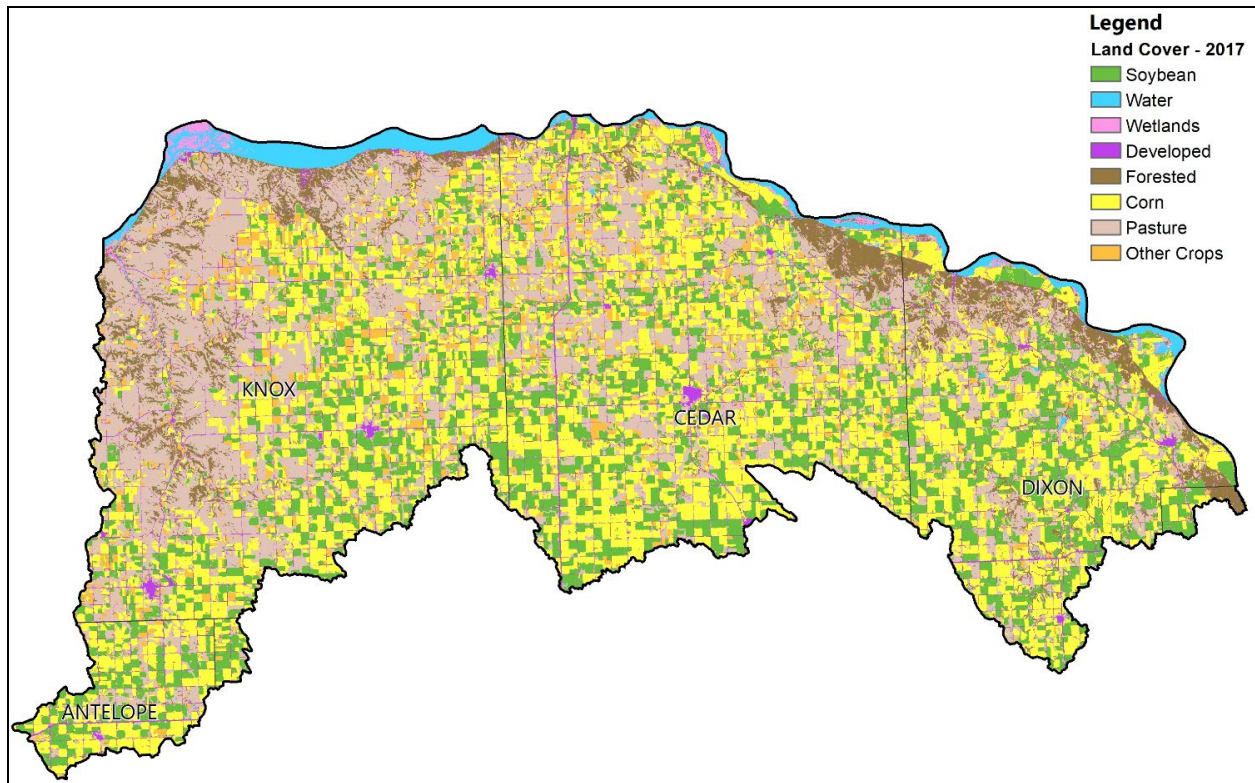 Legend
Land Cover - 2017
Soybean
Water
Wetlands
Developed
Forested
Corn
Pasture
Other Crops
KNOX
CEDAR
DIXON
ANTELOPE